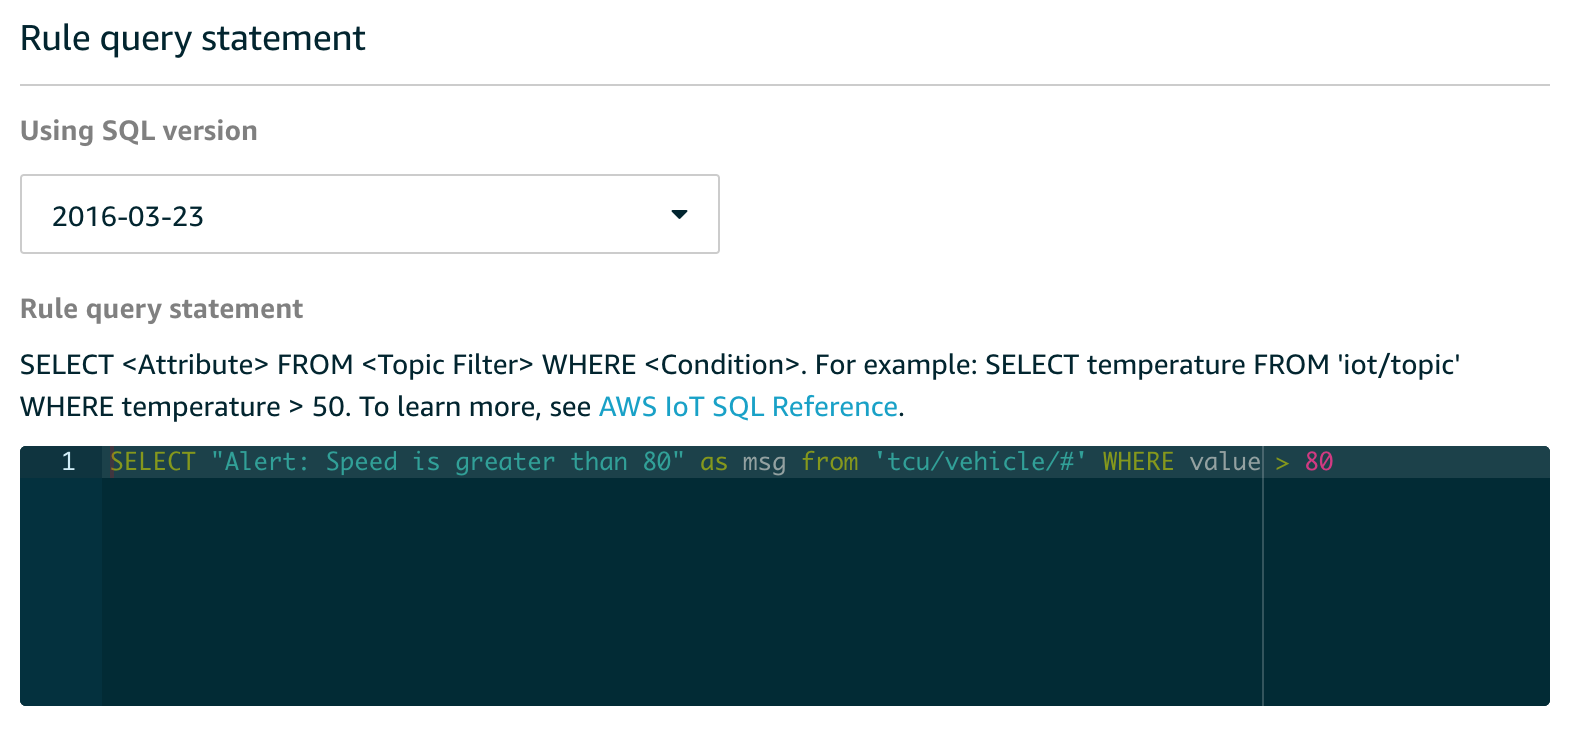 Rule query statement
Using SQL version
2016-03-23
Rule query statement
SELECT <Attribute> FROM <Topic Filter> WHERE <Condition>. For example: SELECT temperature FROM 'iot/topic'
WHERE temperature > 50. To learn more, see AWS IoT SQL Reference.
1 SELECT "Alert: Speed is greater than 80" as msg from 'tcu/vehicle/#' WHERE value > 80